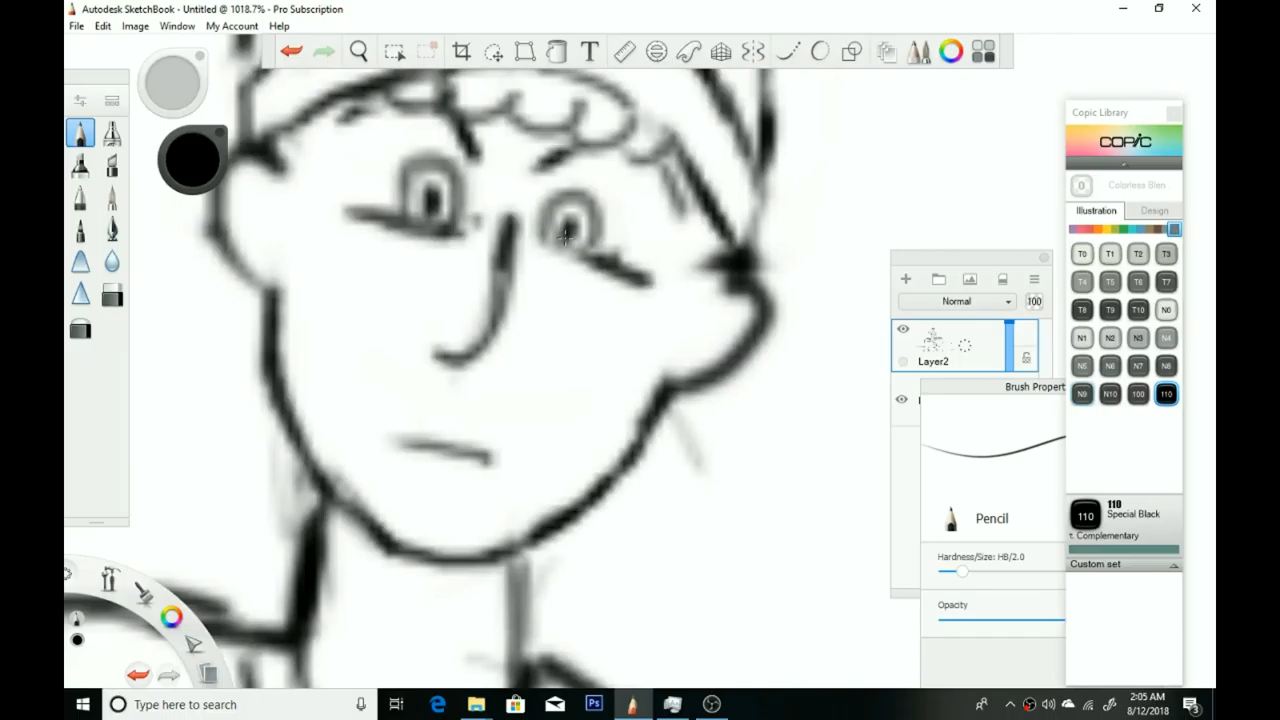 Autodesk SketchBook - Untitled @ 1018.7% - Pro Subscription
File Edit Image Window My Account Help
T
Copic Library
COPIC
0 Colorless Blen
Illustration Design
T0 T1 T2 T3
T4 T5 T6 T7
T8 T9 T10 N0
N1 N2 N3 N4
N5 N6 N7 N8
N9 N10 100 110
Normal 100
Layer2
Brush Propert
Pencil
Hardness/Size: HB/2.0
Opacity
110
110
Special Black
Complementary
Custom set
Type here to search
Ps
2:05 AM
8/12/2018
3